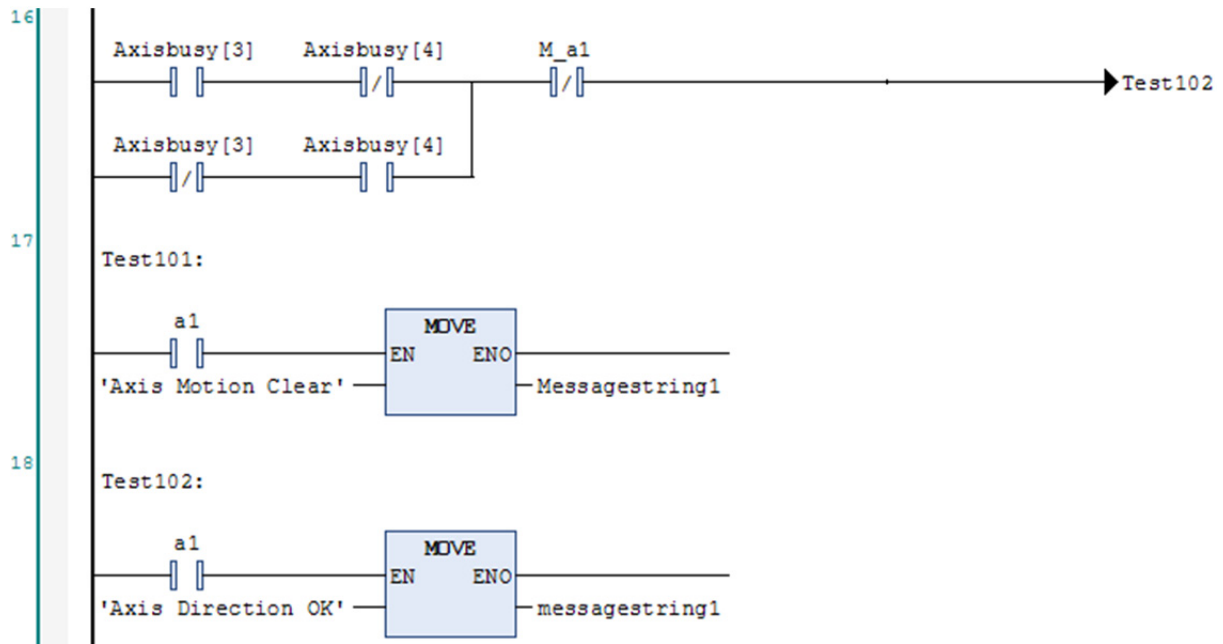 16
Axisbusy[3] Axisbusy[4] M_a1
Test102
Axisbusy[3] Axisbusy[4]
17
Test101:
a1
MOVE
EN ENO
'Axis Motion Clear' Messagestring1
18
Test102:
a1
MOVE
EN ENO
'Axis Direction OK' messagestring1